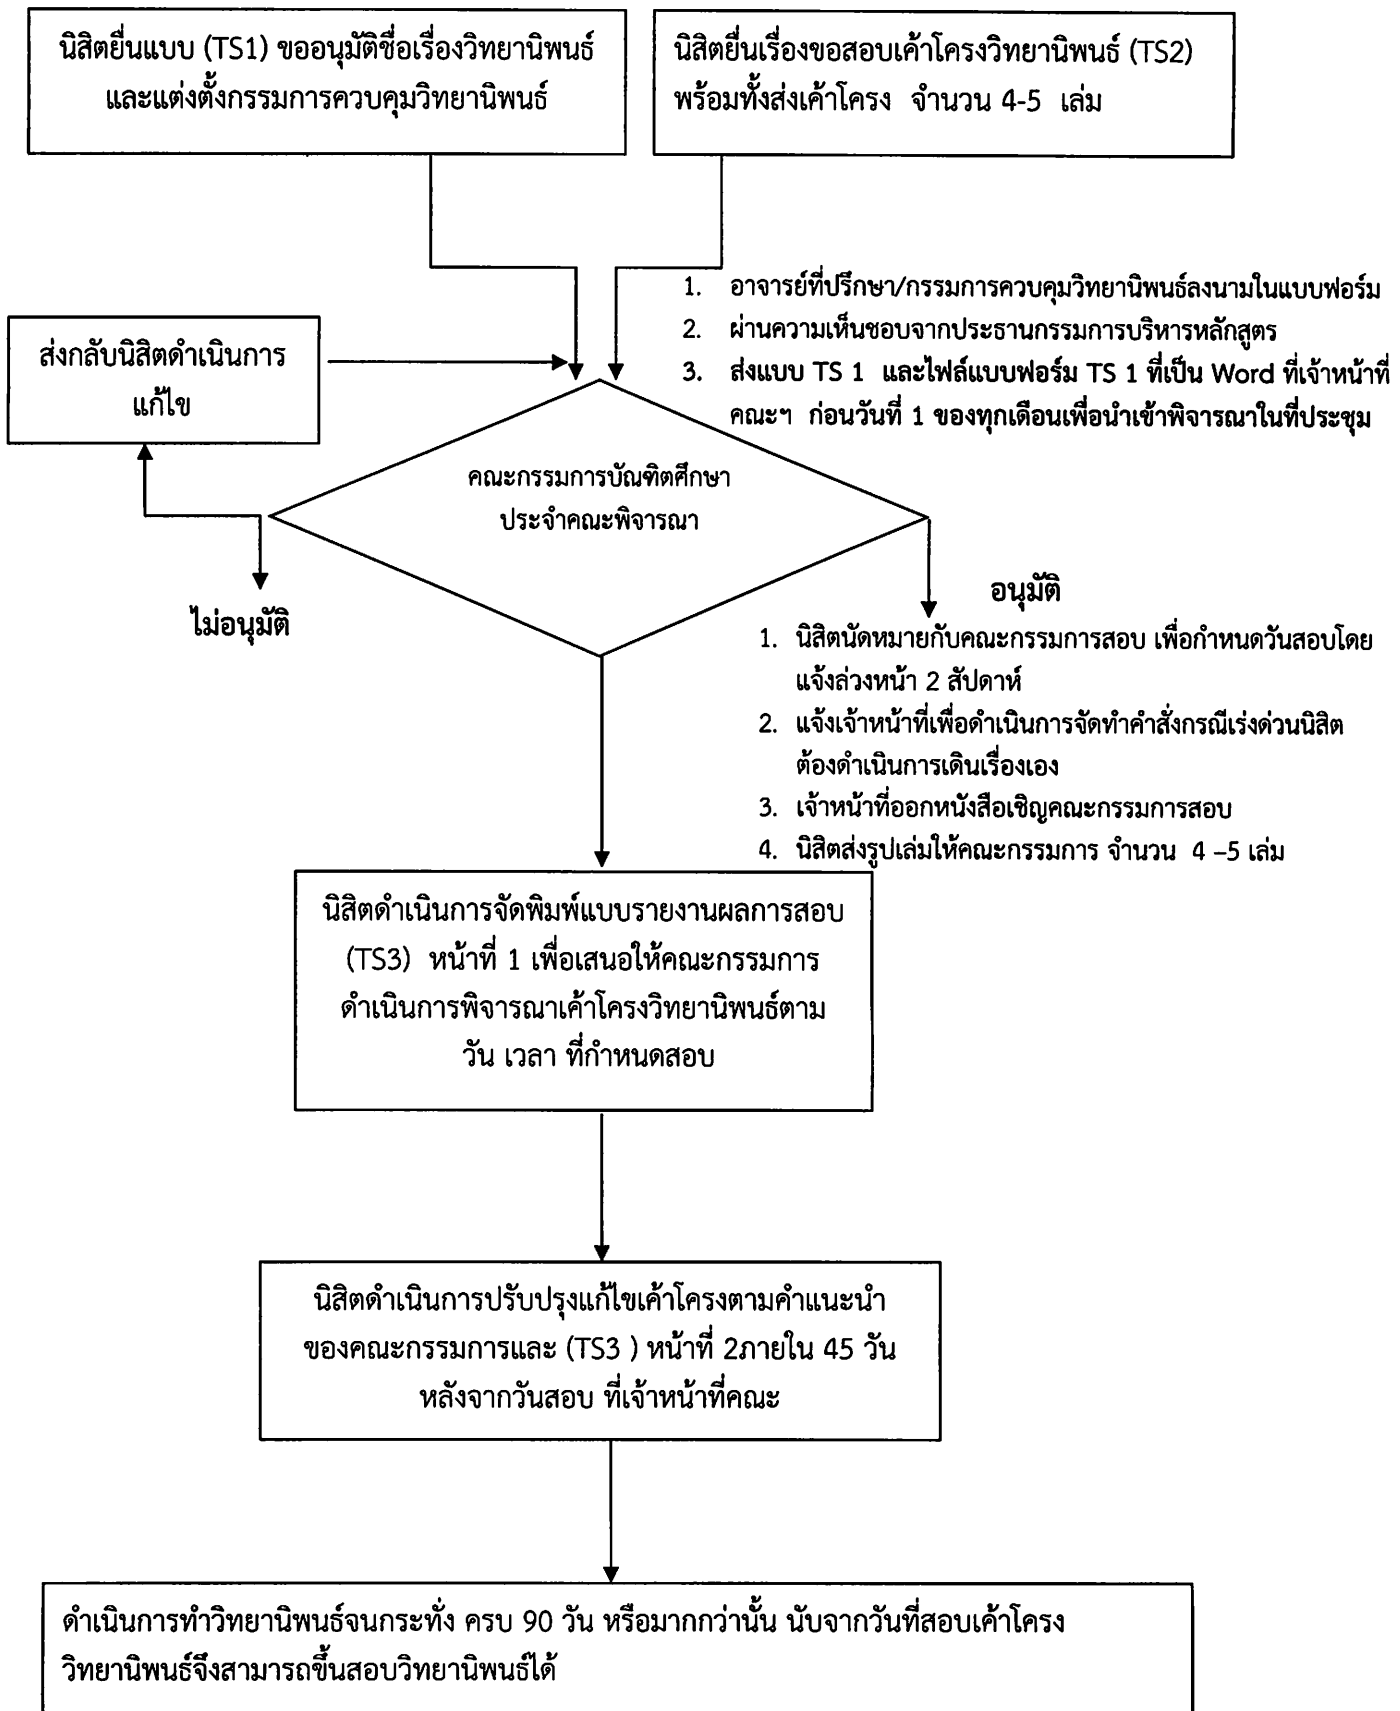 นิสิตยื่นแบบ (TS1) ขออนุมัติชื่อเรื่องวิทยานิพนธ์
และแต่งตั้งกรรมการควบคุมวิทยานิพนธ์
นิสิตยื่นเรื่องขอสอบเค้าโครงวิทยานิพนธ์ (TS2)
พร้อมทั้งส่งเค้าโครง จำนวน 4-5 เล่ม
1. อาจารย์ที่ปรึกษา/กรรมการควบคุมวิทยานิพนธ์ลงนามในแบบฟอร์ม
2. ผ่านความเห็นชอบจากประธานกรรมการบริหารหลักสูตร
3. ส่งแบบ TS 1 และไฟล์แบบฟอร์ม TS 1 ที่เป็น Word ที่เจ้าหน้าที่
คณะฯ ก่อนวันที่ 1 ของทุกเดือนเพื่อนำเข้าพิจารณาในที่ประชุม
ส่งกลับนิสิตดำเนินการ
แก้ไข
คณะกรรมการบัณฑิตศึกษา
ประจำคณะพิจารณา
ไม่อนุมัติ
อนุมัติ
1. นิสิตนัดหมายกับคณะกรรมการสอบ เพื่อกำหนดวันสอบโดย
แจ้งล่วงหน้า 2 สัปดาห์
2. แจ้งเจ้าหน้าที่เพื่อดำเนินการจัดทำคำสั่งกรณีเร่งด่วนนิสิต
ต้องดำเนินการเดินเรื่องเอง
3. เจ้าหน้าที่ออกหนังสือเชิญคณะกรรมการสอบ
4. นิสิตส่งรูปเล่มให้คณะกรรมการ จำนวน 4 –5 เล่ม
นิสิตดำเนินการจัดพิมพ์แบบรายงานผลการสอบ
(TS3) หน้าที่ 1 เพื่อเสนอให้คณะกรรมการ
ดำเนินการพิจารณาเค้าโครงวิทยานิพนธ์ตาม
วัน เวลา ที่กำหนดสอบ
นิสิตดำเนินการปรับปรุงแก้ไขเค้าโครงตามคำแนะนำ
ของคณะกรรมการและ (TS3 ) หน้าที่ 2ภายใน 45 วัน
หลังจากวันสอบ ที่เจ้าหน้าที่คณะ
ดำเนินการทำวิทยานิพนธ์จนกระทั่ง ครบ 90 วัน หรือมากกว่านั้น นับจากวันที่สอบเค้าโครง
วิทยานิพนธ์จึงสามารถขึ้นสอบวิทยานิพนธ์ได้